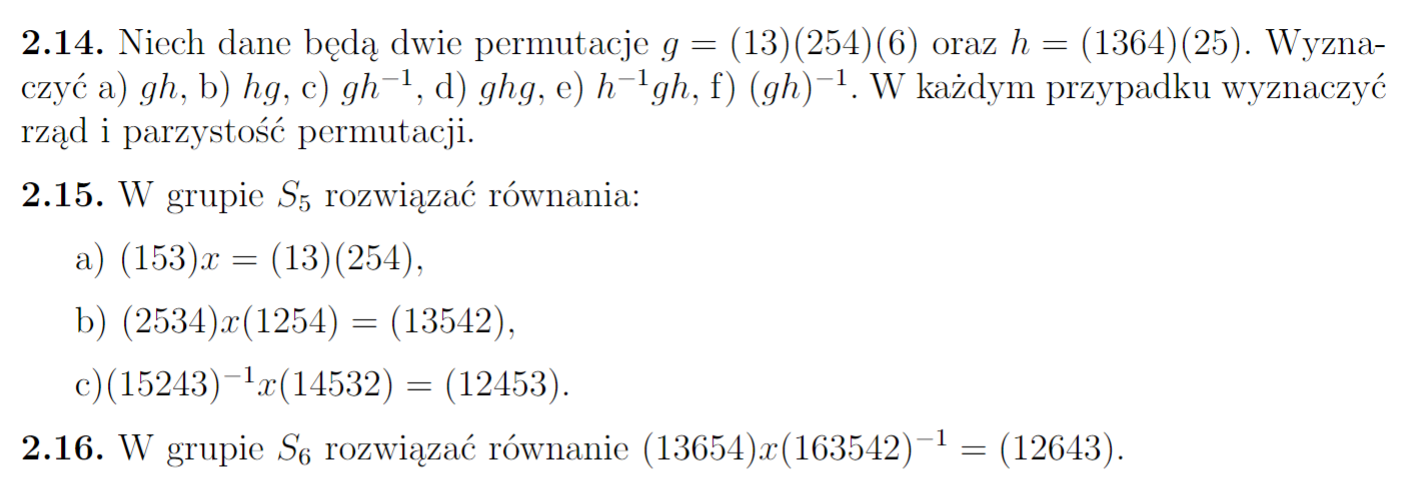 2.14. Niech dane będą dwie permutacje g = (13)(254)(6) oraz h = (1364)(25). Wyzna-
czyć a) gh, b) hg, c) gh⁻¹, d) ghg, e) h⁻¹gh, f) (gh)⁻¹. W każdym przypadku wyznaczyć
rząd i parzystość permutacji.
2.15. W grupie S₅ rozwiązać równania:
a) (153)x = (13)(254),
b) (2534)x(1254) = (13542),
c)(15243)⁻¹x(14532) = (12453).
2.16. W grupie S₆ rozwiązać równanie (13654)x(163542)⁻¹ = (12643).